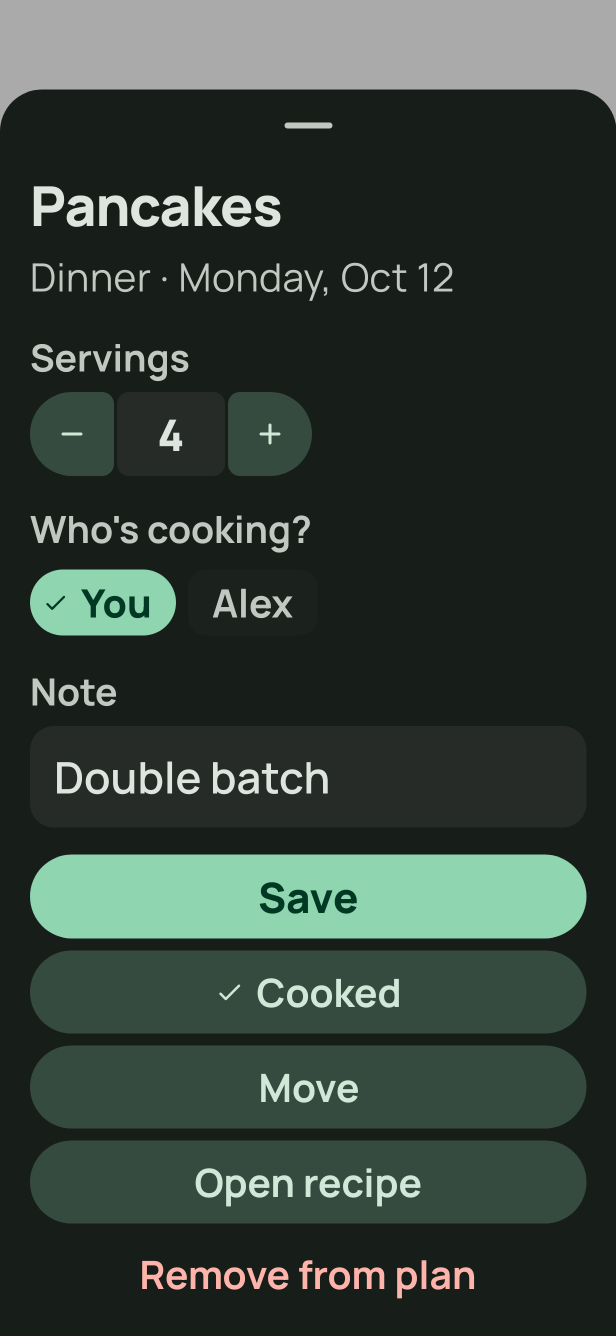 Pancakes
Dinner · Monday, Oct 12
Servings
− 4 +
Who's cooking?
✓ You Alex
Note
Double batch
Save
✓ Cooked
Move
Open recipe
Remove from plan